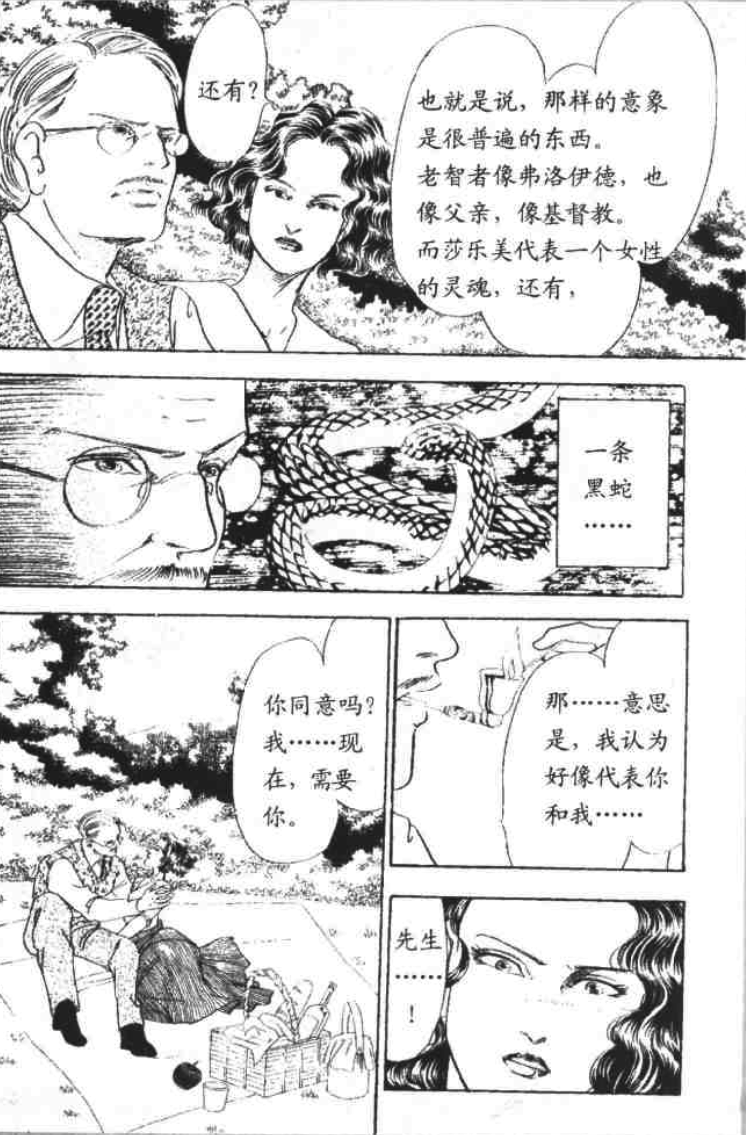 也就是说，那样的意象
是很普遍的东西。
老智者像弗洛伊德，也
像父亲，像基督教。
而莎乐美代表一个女性
的灵魂，还有，
还有？
一条
黑蛇
……
那……意思
是，我认为
好像代表你
和我……
先生
……
！
你同意吗？
我……现
在，需要
你。